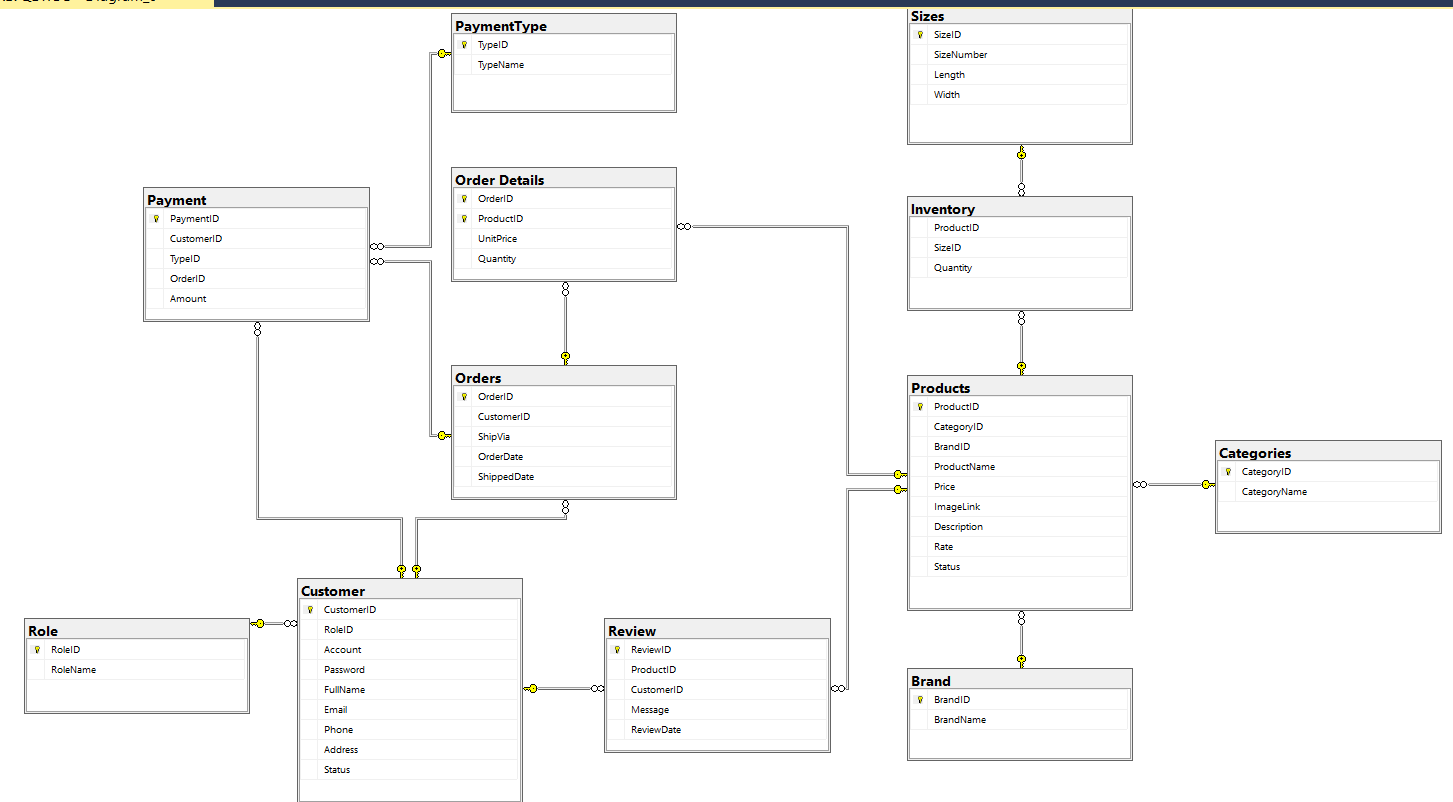 PaymentType
TypeID
TypeName
Sizes
SizeID
SizeNumber
Length
Width
Payment
PaymentID
CustomerID
TypeID
OrderID
Amount
Order Details
OrderID
ProductID
UnitPrice
Quantity
Inventory
ProductID
SizeID
Quantity
Orders
OrderID
CustomerID
ShipVia
OrderDate
ShippedDate
Products
ProductID
CategoryID
BrandID
ProductName
Price
ImageLink
Description
Rate
Status
Categories
CategoryID
CategoryName
Role
RoleID
RoleName
Customer
CustomerID
RoleID
Account
Password
FullName
Email
Phone
Address
Status
Review
ReviewID
ProductID
CustomerID
Message
ReviewDate
Brand
BrandID
BrandName